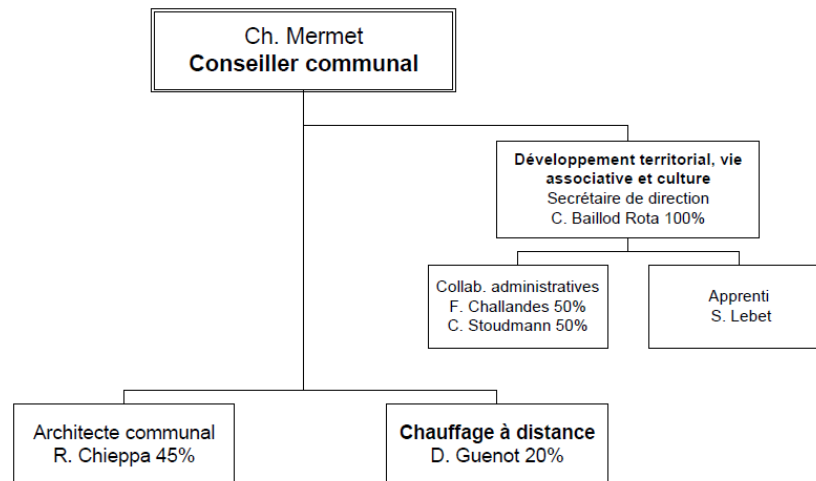 Ch. Mermet
Conseiller communal
Développement territorial, vie
associative et culture
Secrétaire de direction
C. Baillod Rota 100%
Collab. administratives
F. Challandes 50%
C. Stoudmann 50%
Apprenti
S. Lebet
Architecte communal
R. Chieppa 45%
Chauffage à distance
D. Guenot 20%